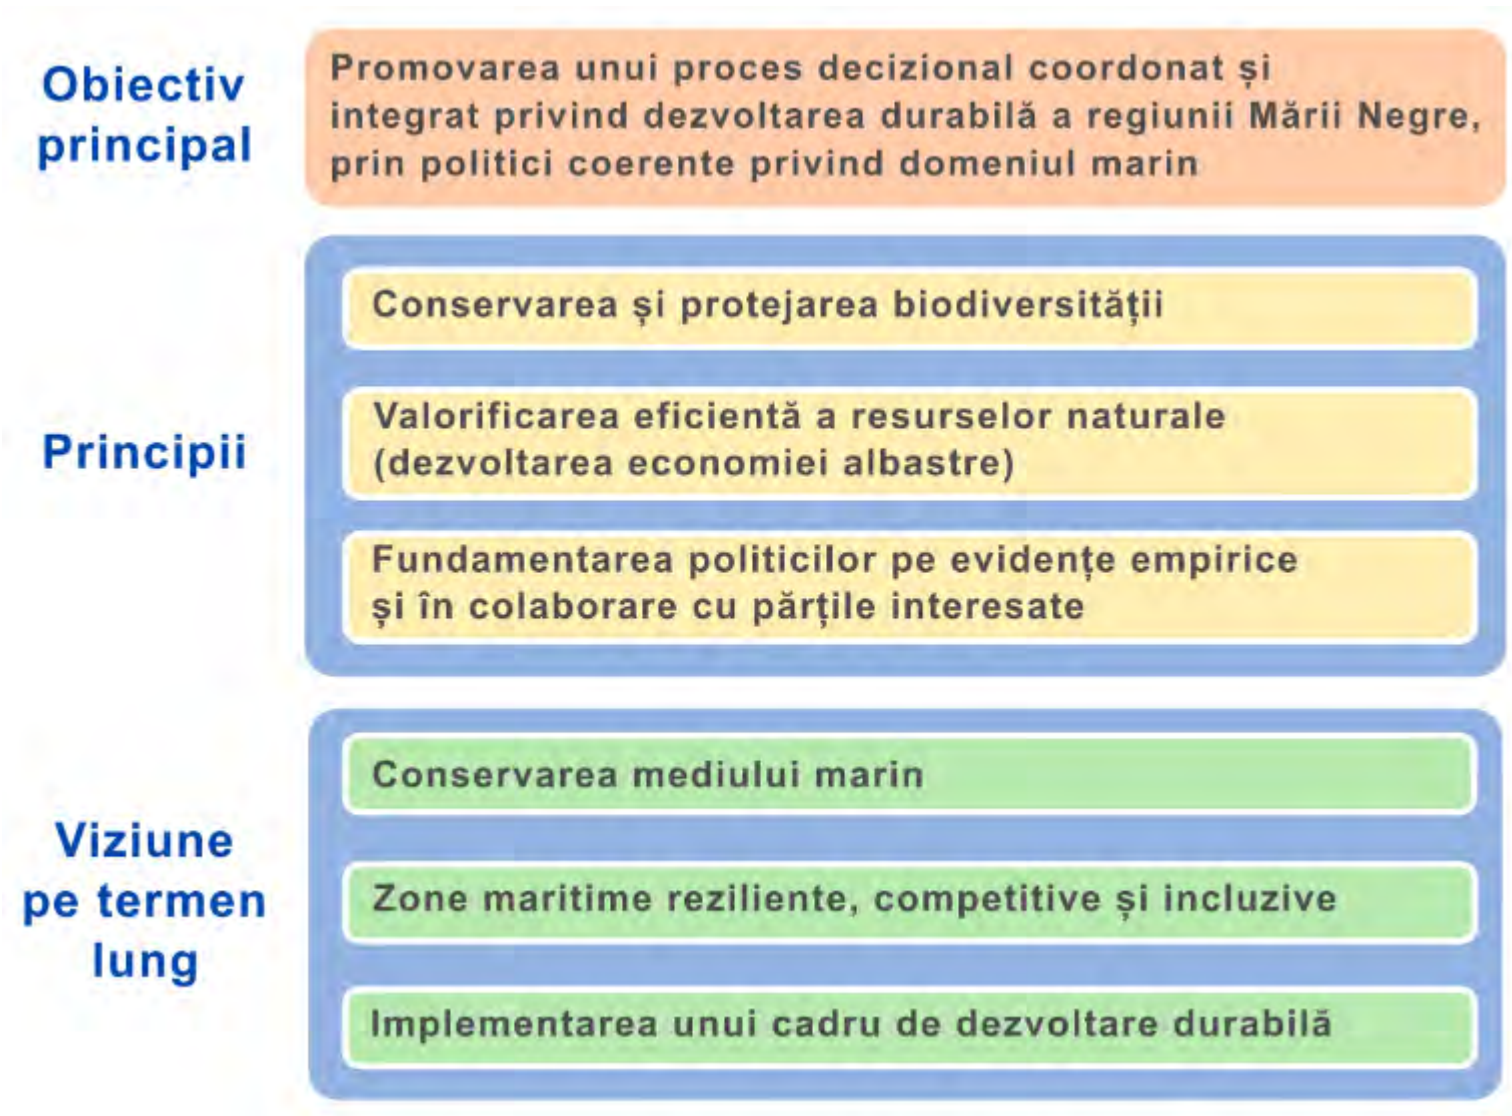 Obiectiv
principal
Promovarea unui proces decizional coordonat și
integrat privind dezvoltarea durabilă a regiunii Mării Negre,
prin politici coerente privind domeniul marin
Principii
Conservarea și protejarea biodiversității
Valorificarea eficientă a resurselor naturale
(dezvoltarea economiei albastre)
Fundamentarea politicilor pe evidențe empirice
și în colaborare cu părțile interesate
Viziune
pe termen
lung
Conservarea mediului marin
Zone maritime reziliente, competitive și incluzive
Implementarea unui cadru de dezvoltare durabilă